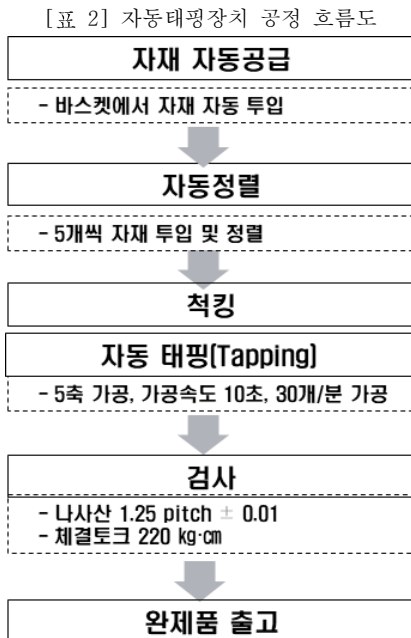 [표 2] 자동태핑장치 공정 흐름도
자재 자동공급
- 바스켓에서 자재 자동 투입
자동정렬
- 5개씩 자재 투입 및 정렬
척킹
자동 태핑(Tapping)
- 5축 가공, 가공속도 10초, 30개/분 가공
검사
- 나사산 1.25 pitch ± 0.01
- 체결토크 220 kg·cm
완제품 출고